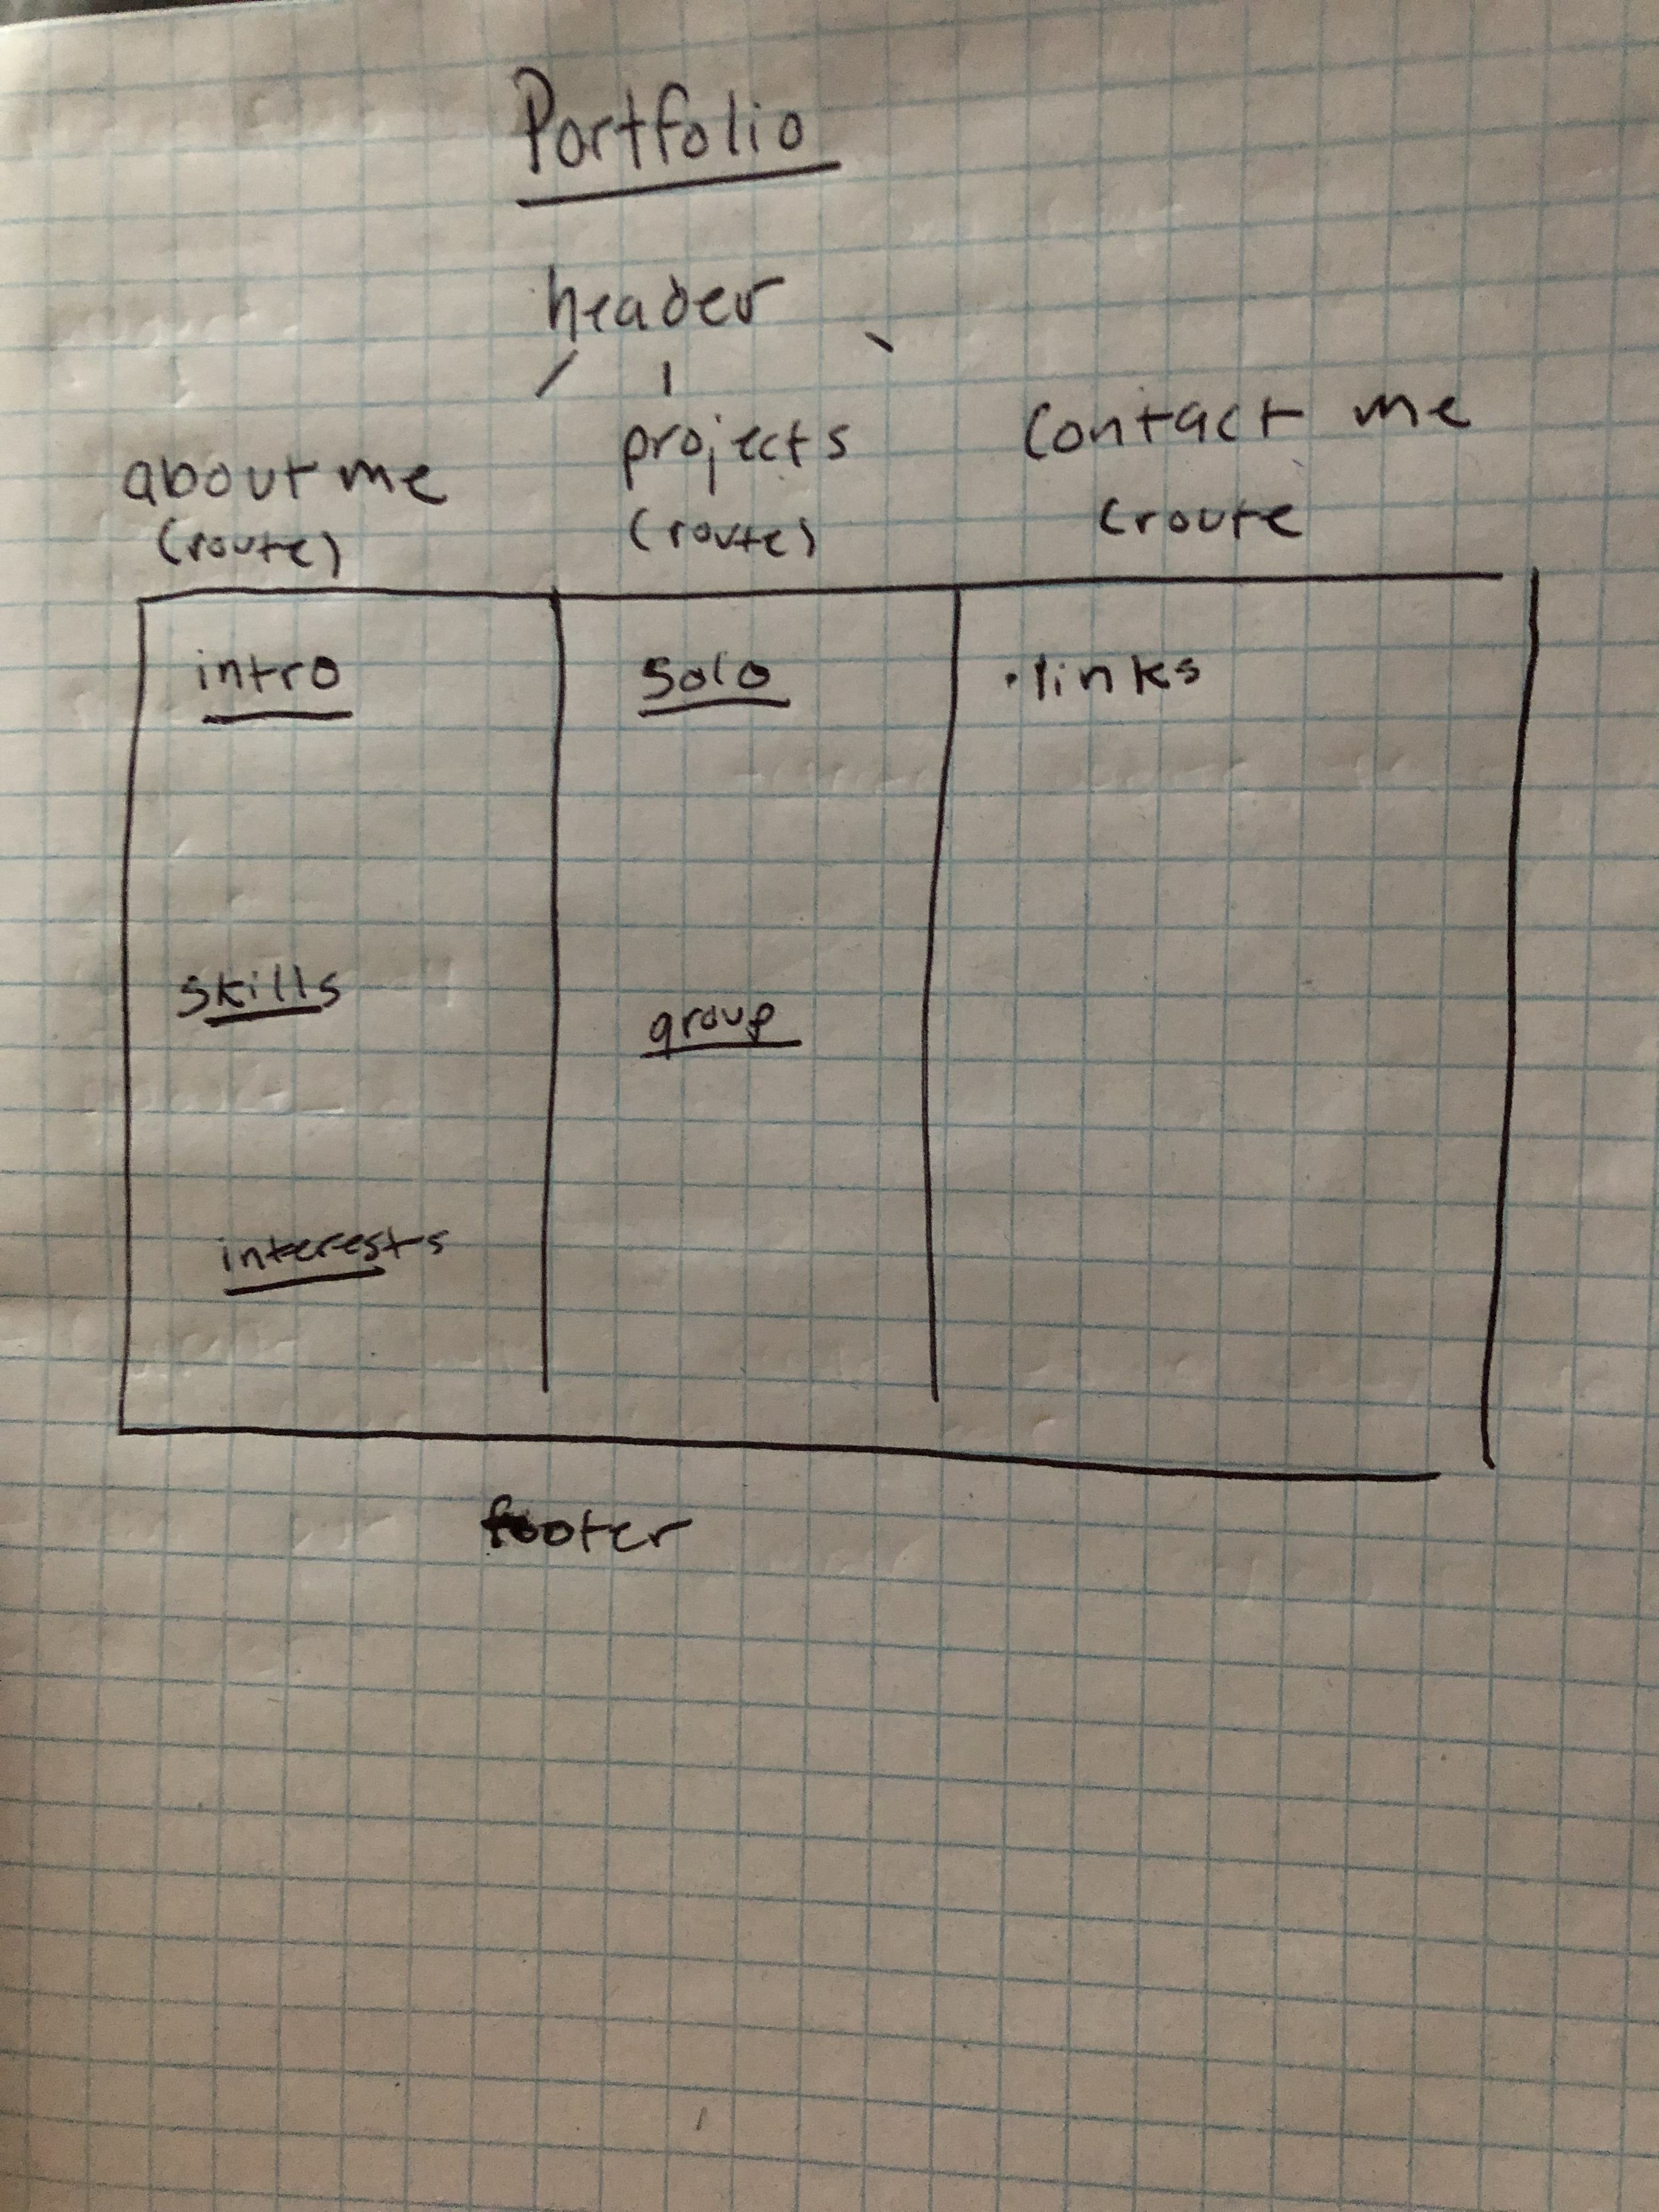 Portfolio
header
about me
(route)
projects
(route)
contact me
(route
intro
skills
interests
solo
group
·links
footer